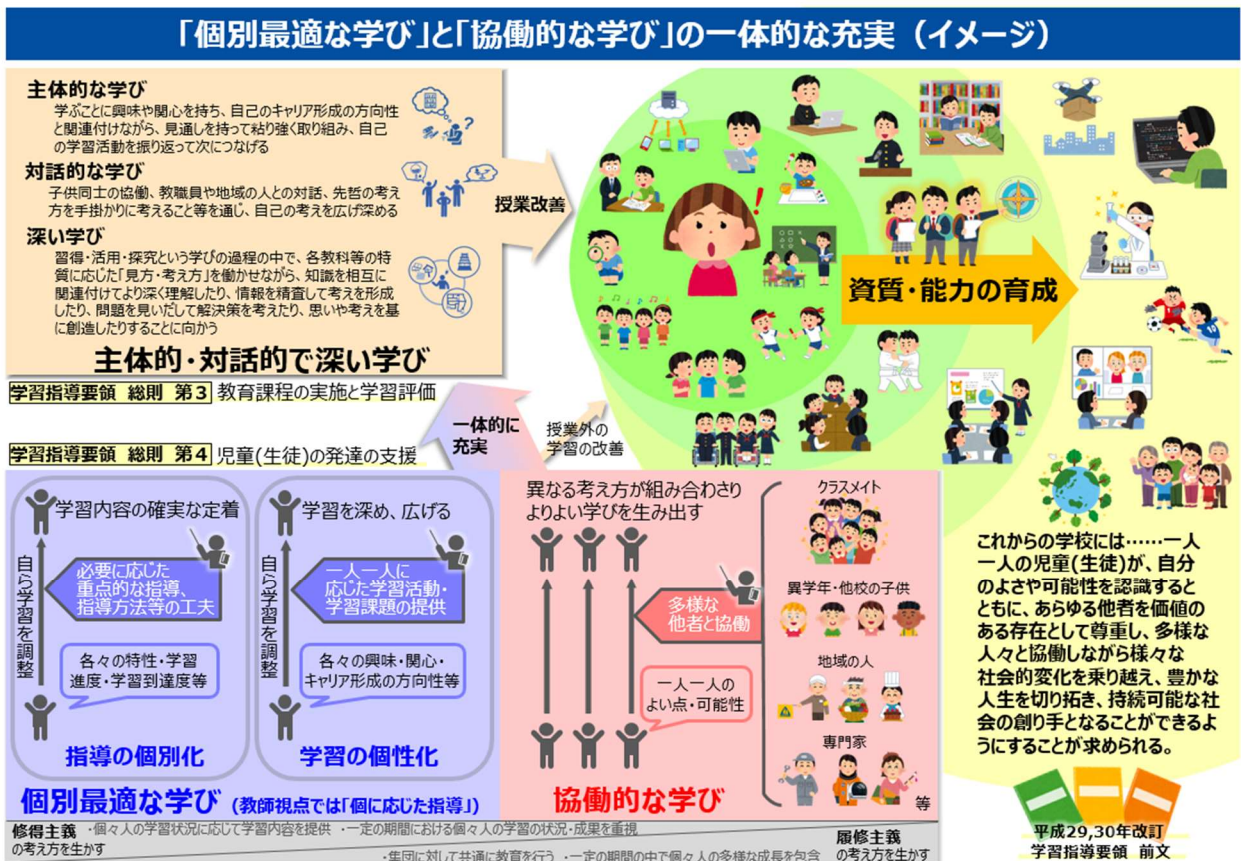 「個別最適な学び」と「協働的な学び」の一体的な充実（イメージ）
主体的な学び
学ぶことに興味や関心を持ち、自己のキャリア形成の方向性
と関連付けながら、見通しを持って粘り強く取り組み、自己
の学習活動を振り返って次につなげる
対話的な学び
子供同士の協働、教職員や地域の人との対話、先哲の考え
方を手掛かりに考えること等を通じ、自己の考えを広げ深める
深い学び
習得・活用・探究という学びの過程の中で、各教科等の特
質に応じた「見方・考え方」を働かせながら、知識を相互に
関連付けてより深く理解したり、情報を精査して考えを形成
したり、問題を見いだして解決策を考えたり、思いや考えを基
に創造したりすることに向かう
主体的・対話的で深い学び
授業改善
資質・能力の育成
学習指導要領 総則 第3 教育課程の実施と学習評価
一体的に
充実
授業外の
学習の改善
学習指導要領 総則 第4 児童(生徒)の発達の支援
学習内容の確実な定着
自ら学習を調整
必要に応じた
重点的な指導、
指導方法等の工夫
各々の特性・学習
進度・学習到達度等
指導の個別化
学習を深め、広げる
自ら学習を調整
一人一人に
応じた学習活動・
学習課題の提供
各々の興味・関心・
キャリア形成の方向性等
学習の個性化
個別最適な学び (教師視点では「個に応じた指導」)
異なる考え方が組み合わさり
よりよい学びを生み出す
多様な
他者と協働
一人一人の
よい点・可能性
クラスメイト
異学年・他校の子供
地域の人
専門家
等
協働的な学び
修得主義
の考え方を生かす
・個々人の学習状況に応じて学習内容を提供 ・一定の期間における個々人の学習の状況・成果を重視
・集団に対して共通に教育を行う ・一定の期間の中で個々人の多様な成長を包含
履修主義
の考え方を生かす
これからの学校には……一人
一人の児童(生徒)が、自分
のよさや可能性を認識すると
ともに、あらゆる他者を価値の
ある存在として尊重し、多様な
人々と協働しながら様々な
社会的変化を乗り越え、豊かな
人生を切り拓き、持続可能な社
会の創り手となることができるよ
うにすることが求められる。
平成29,30年改訂
学習指導要領 前文